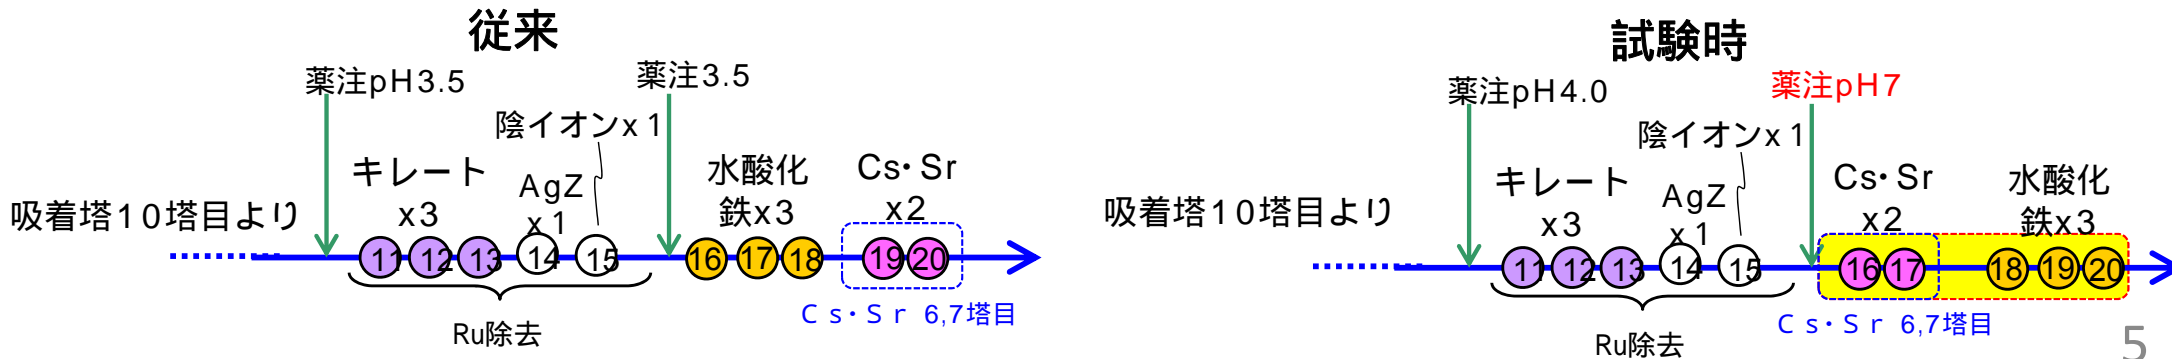 従来
薬注pH3.5
薬注3.5
陰イオンx1
キレート
x3
AgZ
x1
水酸化
鉄x3
Cs・Sr
x2
吸着塔10塔目より
11
12
13
14
15
16
17
18
19
20
Cs・Sr 6,7塔目
Ru除去
試験時
薬注pH4.0
薬注pH7
陰イオンx1
キレート
x3
AgZ
x1
Cs・Sr
x2
水酸化
鉄x3
吸着塔10塔目より
11
12
13
14
15
16
17
18
19
20
Cs・Sr 6,7塔目
Ru除去
5